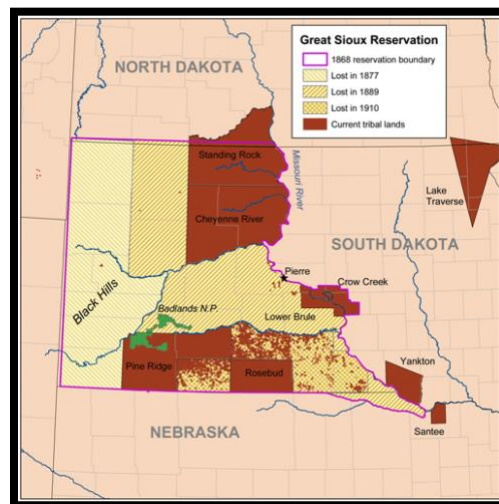 Great Sioux Reservation
1868 reservation boundary
Lost in 1877
Lost in 1889
Lost in 1910
Current tribal lands
NORTH DAKOTA
Standing Rock
Missouri River
Lake
Traverse
Cheyenne River
SOUTH DAKOTA
Pierre
Crow Creek
Black Hills
Badlands N.P.
Lower Brule
Pine Ridge
Rosebud
Yankton
Santee
NEBRASKA